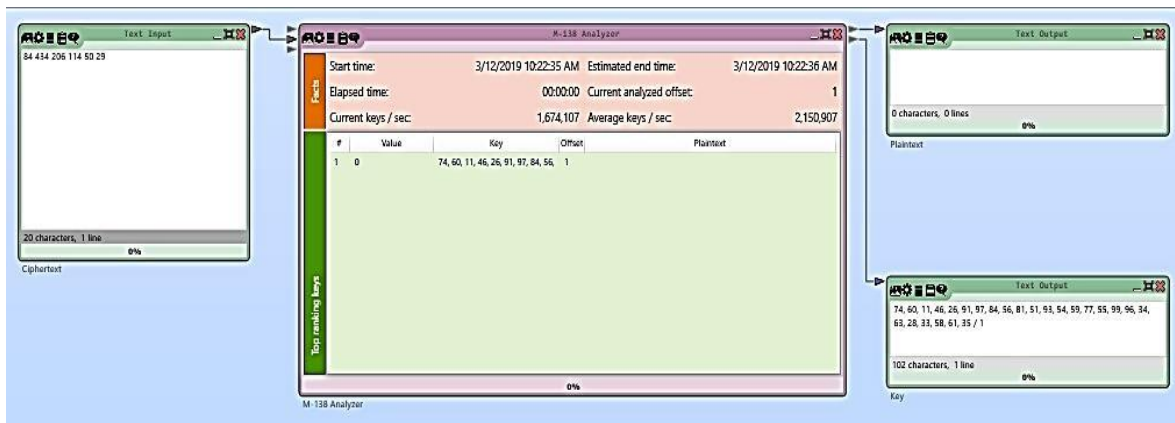 Text Input
84 434 206 114 50 29
20 characters, 1 line
0%
Ciphertext
M-138 Analyzer
Facts
Start time: 3/12/2019 10:22:35 AM Estimated end time: 3/12/2019 10:22:36 AM
Elapsed time: 00:00:00 Current analyzed offset: 1
Current keys / sec: 1,674,107 Average keys / sec: 2,150,907
# Value Key Offset Plaintext
1 0 74, 60, 11, 46, 26, 91, 97, 84, 56, 1
Top ranking keys
0%
M-138 Analyzer
Text Output
0 characters, 0 lines
0%
Plaintext
Text Output
74, 60, 11, 46, 26, 91, 97, 84, 56, 81, 51, 93, 54, 59, 77, 55, 99, 96, 34,
63, 28, 33, 58, 61, 35 / 1
102 characters, 1 line
0%
Key